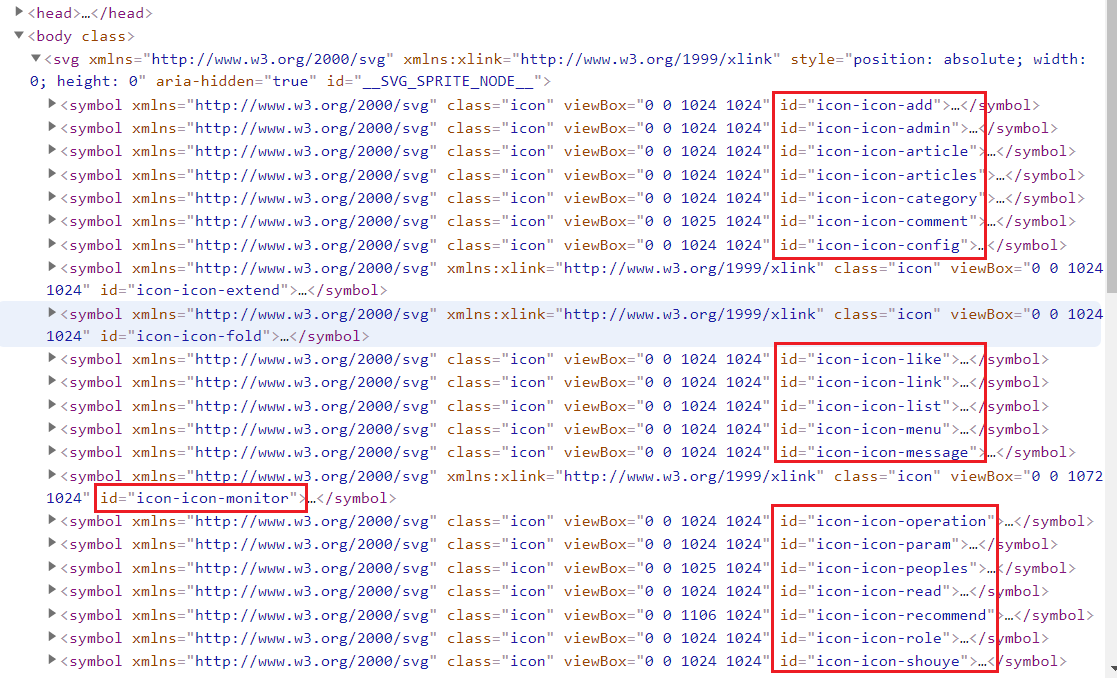 <head>…</head>
<body class>
<svg xmlns="http://www.w3.org/2000/svg" xmlns:xlink="http://www.w3.org/1999/xlink" style="position: absolute; width:
0; height: 0" aria-hidden="true" id="__SVG_SPRITE_NODE__">
<symbol xmlns="http://www.w3.org/2000/svg" class="icon" viewBox="0 0 1024 1024" id="icon-icon-add">…</symbol>
<symbol xmlns="http://www.w3.org/2000/svg" class="icon" viewBox="0 0 1024 1024" id="icon-icon-admin">…</symbol>
<symbol xmlns="http://www.w3.org/2000/svg" class="icon" viewBox="0 0 1024 1024" id="icon-icon-article">…</symbol>
<symbol xmlns="http://www.w3.org/2000/svg" class="icon" viewBox="0 0 1024 1024" id="icon-icon-articles">…</symbol>
<symbol xmlns="http://www.w3.org/2000/svg" class="icon" viewBox="0 0 1024 1024" id="icon-icon-category">…</symbol>
<symbol xmlns="http://www.w3.org/2000/svg" class="icon" viewBox="0 0 1025 1024" id="icon-icon-comment">…</symbol>
<symbol xmlns="http://www.w3.org/2000/svg" class="icon" viewBox="0 0 1024 1024" id="icon-icon-config">…</symbol>
<symbol xmlns="http://www.w3.org/2000/svg" xmlns:xlink="http://www.w3.org/1999/xlink" class="icon" viewBox="0 0 1024
1024" id="icon-icon-extend">…</symbol>
<symbol xmlns="http://www.w3.org/2000/svg" xmlns:xlink="http://www.w3.org/1999/xlink" class="icon" viewBox="0 0 1024
1024" id="icon-icon-fold">…</symbol>
<symbol xmlns="http://www.w3.org/2000/svg" class="icon" viewBox="0 0 1024 1024" id="icon-icon-like">…</symbol>
<symbol xmlns="http://www.w3.org/2000/svg" class="icon" viewBox="0 0 1024 1024" id="icon-icon-link">…</symbol>
<symbol xmlns="http://www.w3.org/2000/svg" class="icon" viewBox="0 0 1024 1024" id="icon-icon-list">…</symbol>
<symbol xmlns="http://www.w3.org/2000/svg" class="icon" viewBox="0 0 1024 1024" id="icon-icon-menu">…</symbol>
<symbol xmlns="http://www.w3.org/2000/svg" class="icon" viewBox="0 0 1024 1024" id="icon-icon-message">…</symbol>
<symbol xmlns="http://www.w3.org/2000/svg" xmlns:xlink="http://www.w3.org/1999/xlink" class="icon" viewBox="0 0 1072
1024" id="icon-icon-monitor">…</symbol>
<symbol xmlns="http://www.w3.org/2000/svg" class="icon" viewBox="0 0 1024 1024" id="icon-icon-operation">…</symbol>
<symbol xmlns="http://www.w3.org/2000/svg" class="icon" viewBox="0 0 1024 1024" id="icon-icon-param">…</symbol>
<symbol xmlns="http://www.w3.org/2000/svg" class="icon" viewBox="0 0 1025 1024" id="icon-icon-peoples">…</symbol>
<symbol xmlns="http://www.w3.org/2000/svg" class="icon" viewBox="0 0 1024 1024" id="icon-icon-read">…</symbol>
<symbol xmlns="http://www.w3.org/2000/svg" class="icon" viewBox="0 0 1106 1024" id="icon-icon-recommend">…</symbol>
<symbol xmlns="http://www.w3.org/2000/svg" class="icon" viewBox="0 0 1024 1024" id="icon-icon-role">…</symbol>
<symbol xmlns="http://www.w3.org/2000/svg" class="icon" viewBox="0 0 1024 1024" id="icon-icon-shouye">…</symbol>